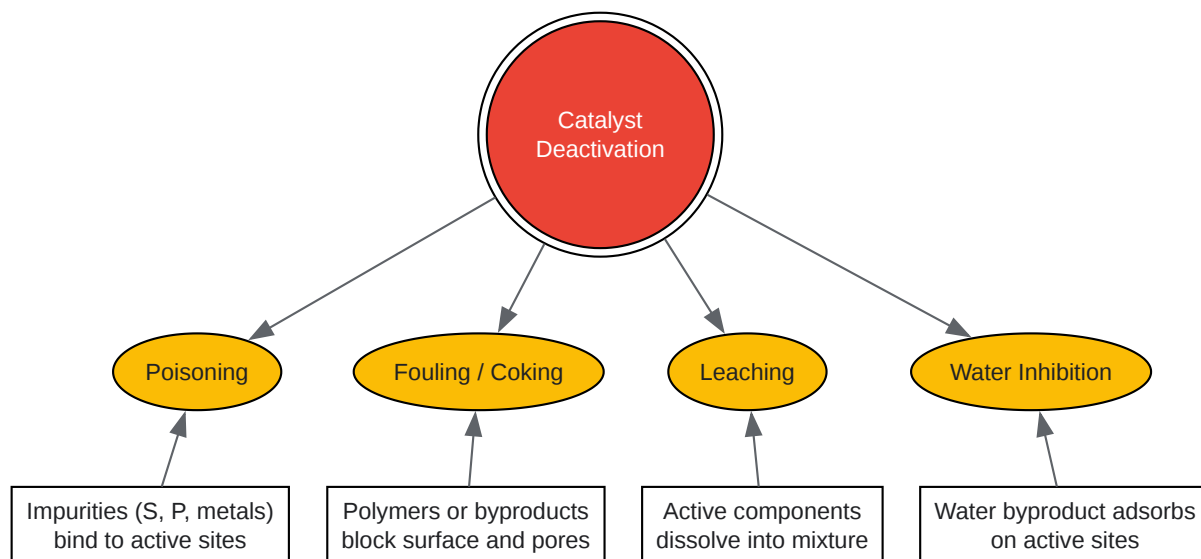 Catalyst
Deactivation
Poisoning
Fouling / Coking
Leaching
Water Inhibition
Impurities (S, P, metals)
bind to active sites
Polymers or byproducts
block surface and pores
Active components
dissolve into mixture
Water byproduct adsorbs
on active sites